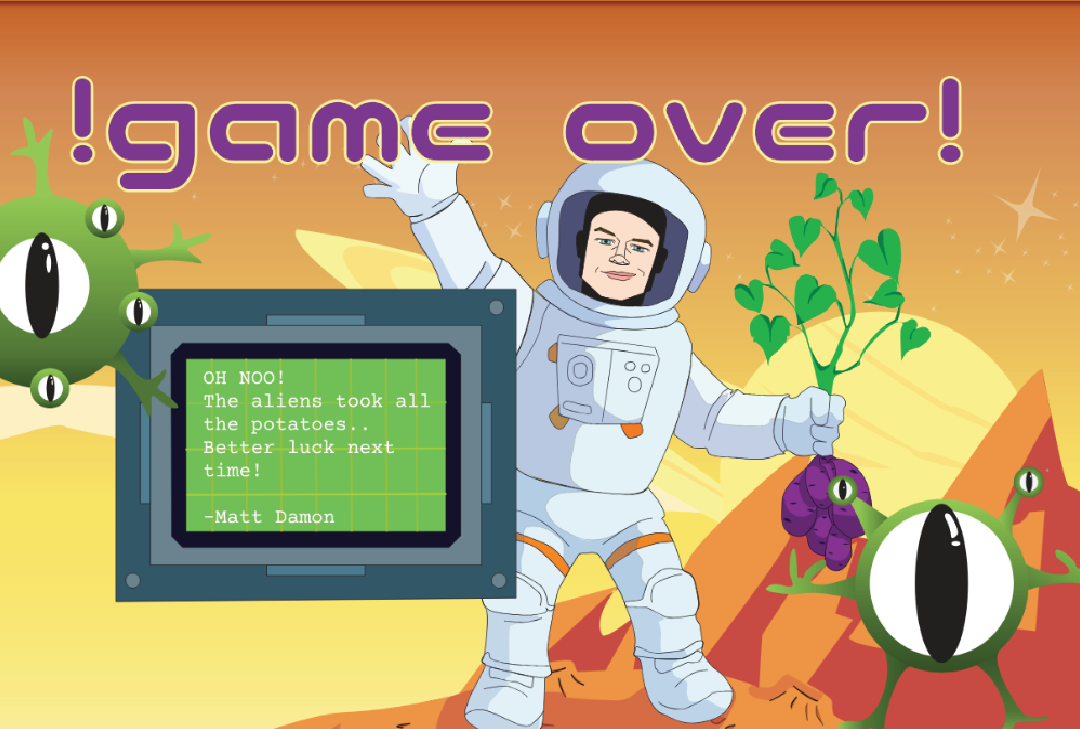 !game over!
OH NOO!
The aliens took all
the potatoes..
Better luck next
time!
-Matt Damon